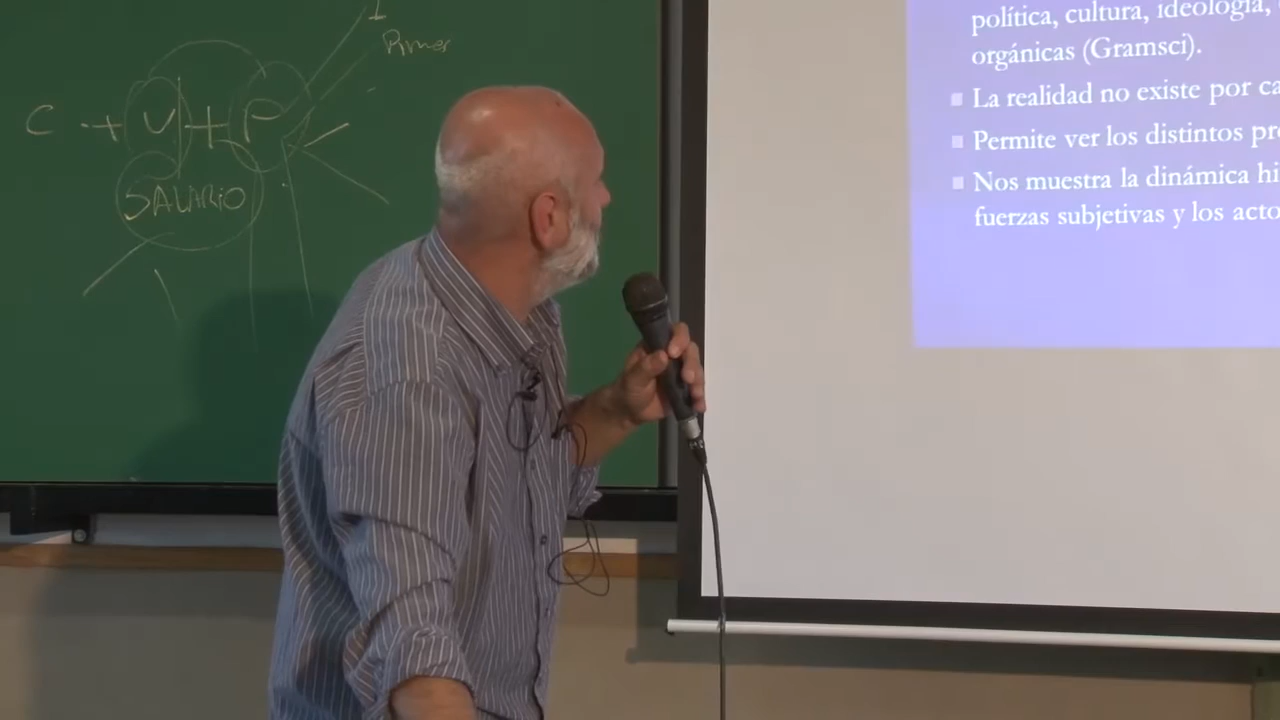 Primer
C + V + P
SALARIO
política, cultura, ideología,
orgánicas (Gramsci).
La realidad no existe por ca
Permite ver los distintos pr
Nos muestra la dinámica hi
fuerzas subjetivas y los acto